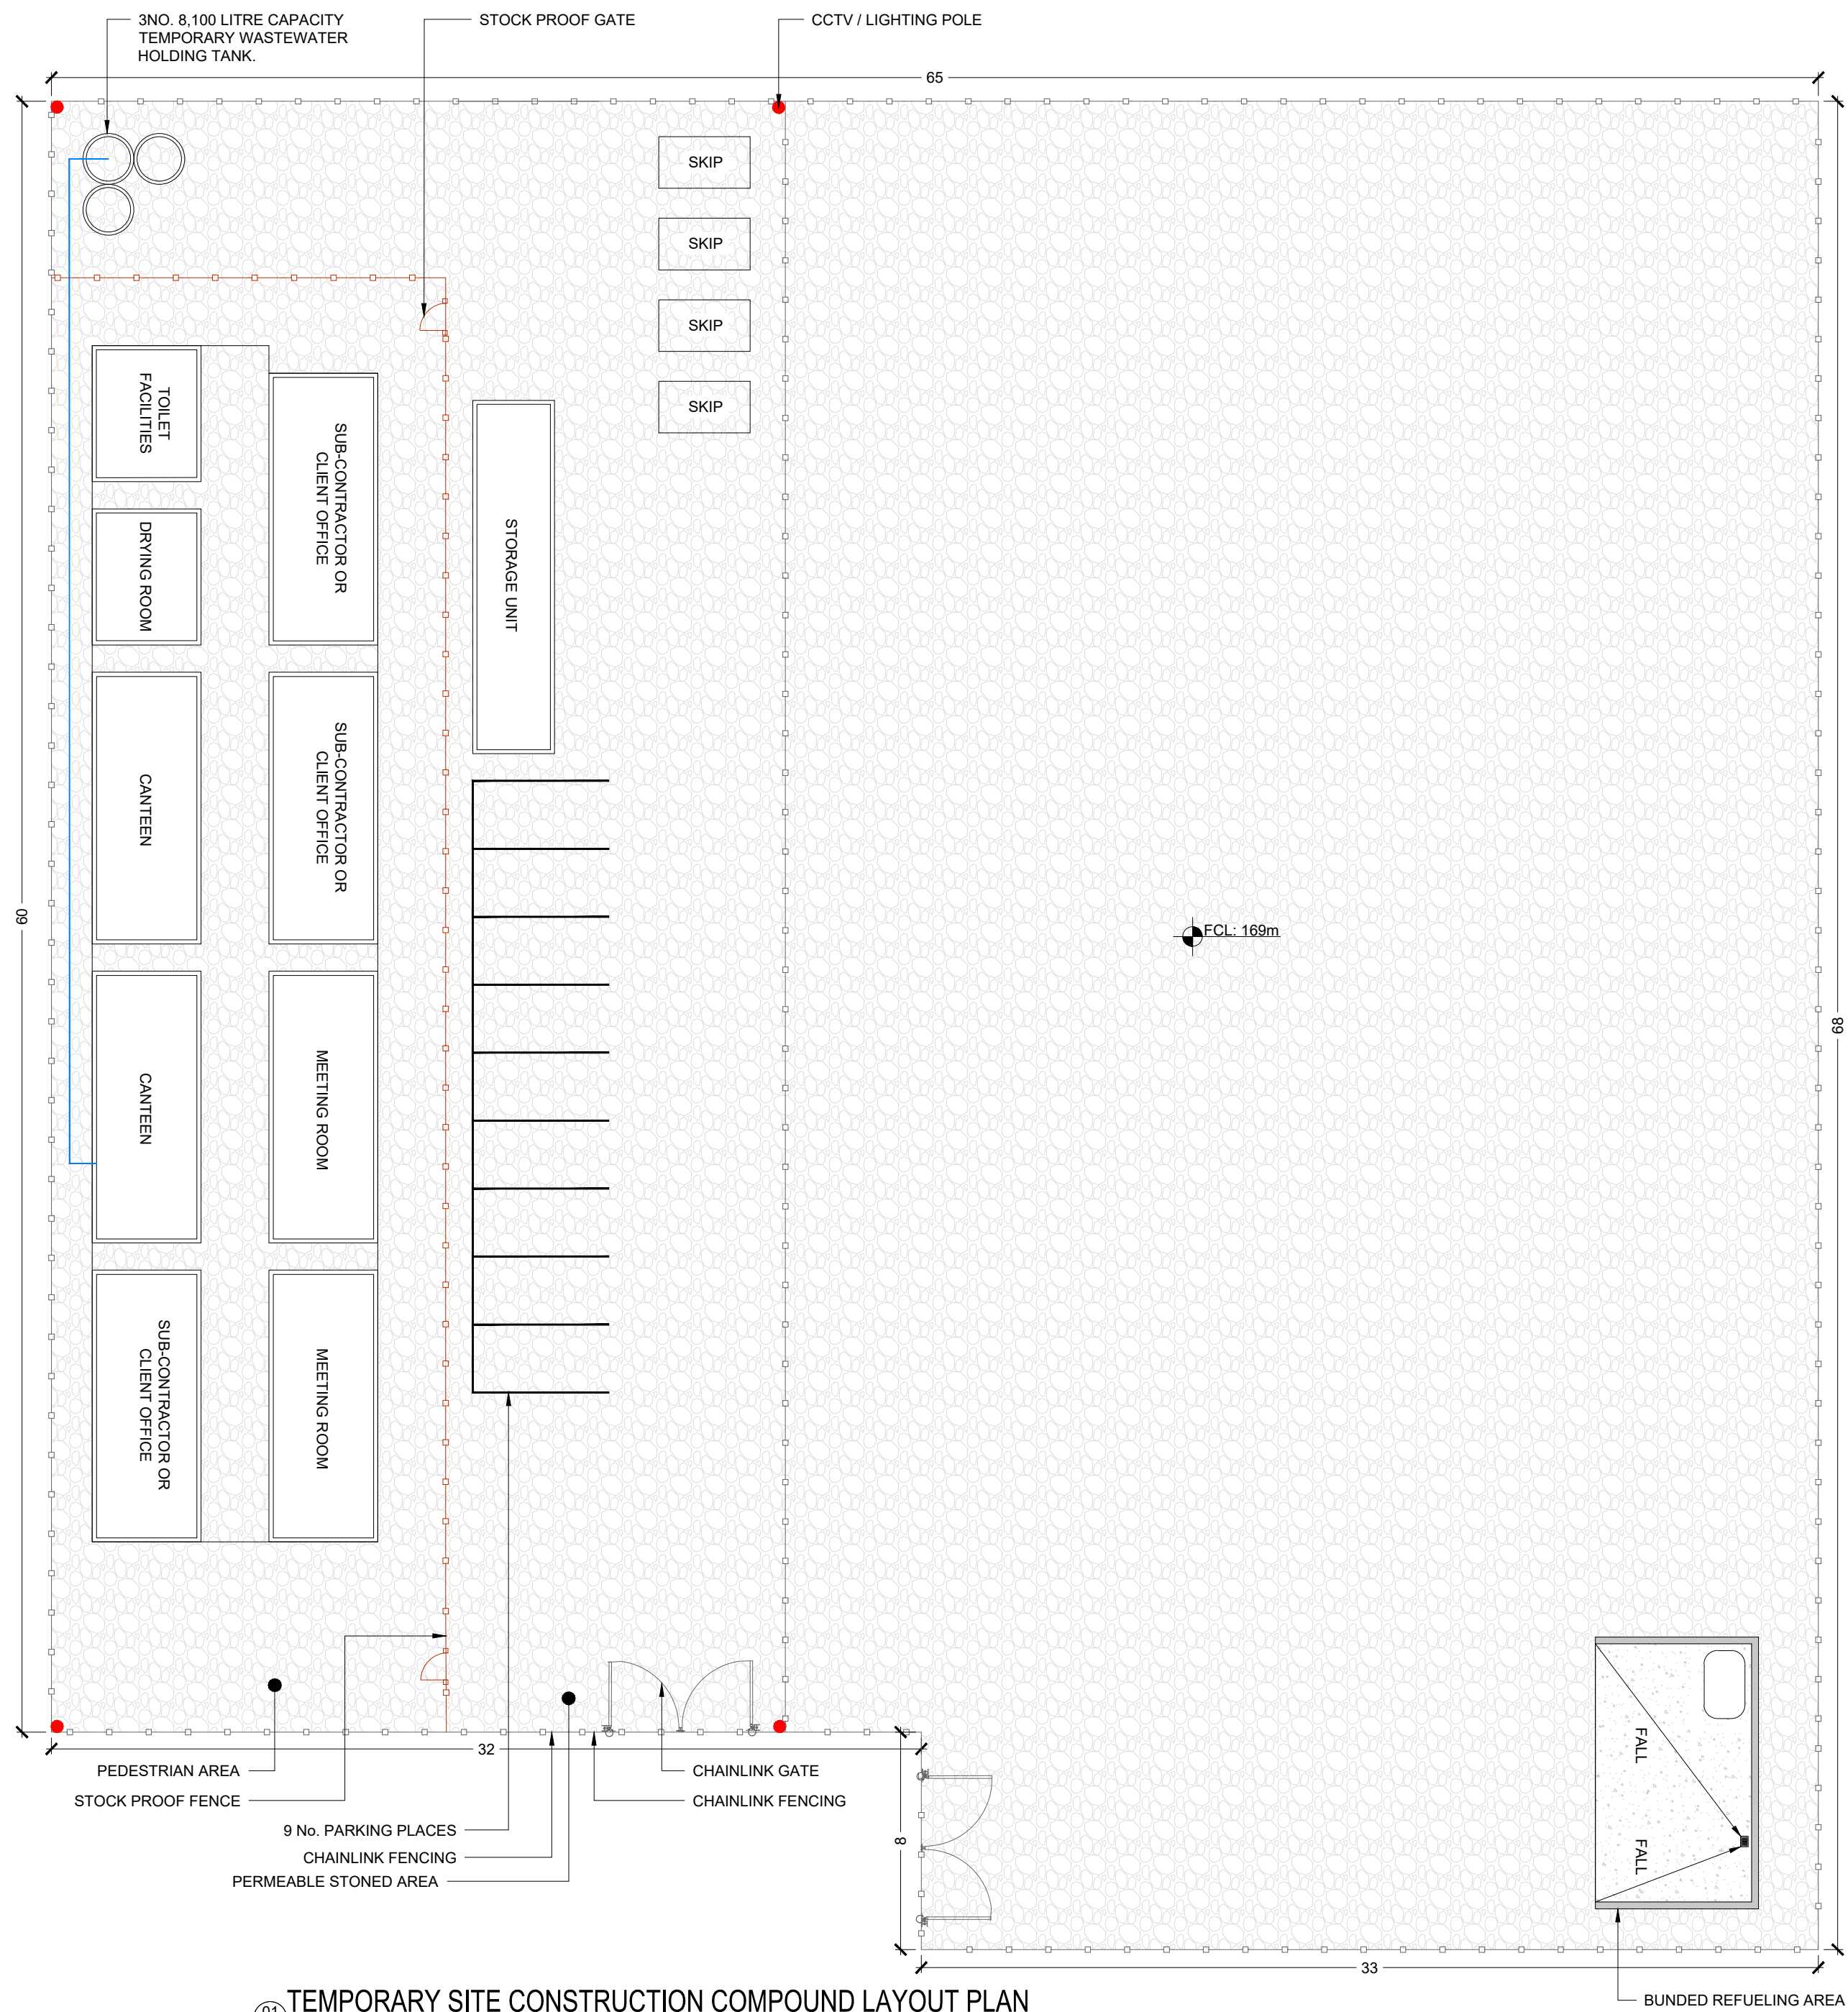 3NO. 8,100 LITRE CAPACITY
TEMPORARY WASTEWATER
HOLDING TANK.
STOCK PROOF GATE
CCTV / LIGHTING POLE
65
60
68
SKIP
SKIP
SKIP
SKIP
TOILET
FACILITIES
SUB-CONTRACTOR OR
CLIENT OFFICE
DRYING ROOM
STORAGE UNIT
CANTEEN
SUB-CONTRACTOR OR
CLIENT OFFICE
FCL: 169m
CANTEEN
MEETING ROOM
SUB-CONTRACTOR OR
CLIENT OFFICE
MEETING ROOM
FALL
FALL
32
8
33
PEDESTRIAN AREA
STOCK PROOF FENCE
9 No. PARKING PLACES
CHAINLINK FENCING
PERMEABLE STONED AREA
CHAINLINK GATE
CHAINLINK FENCING
BUNDED REFUELING AREA
01
TEMPORARY SITE CONSTRUCTION COMPOUND LAYOUT PLAN